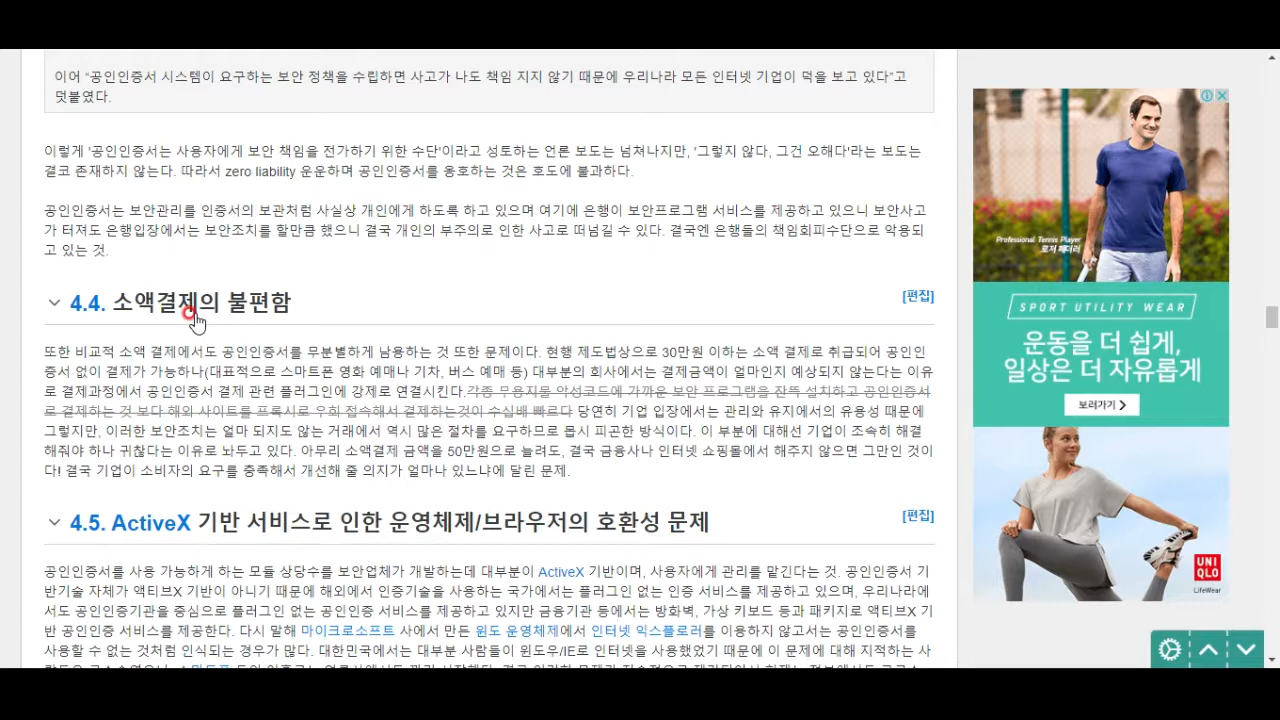 이어 “공인인증서 시스템이 요구하는 보안 정책을 수립하면 사고가 나도 책임 지지 않기 때문에 우리나라 모든 인터넷 기업이 덕을 보고 있다”고
덧붙였다.
이렇게 '공인인증서는 사용자에게 보안 책임을 전가하기 위한 수단'이라고 성토하는 언론 보도는 넘쳐나지만, '그렇지 않다, 그건 오해다'라는 보도는
결코 존재하지 않는다. 따라서 zero liability 운운하며 공인인증서를 옹호하는 것은 호도에 불과하다.
공인인증서는 보안관리를 인증서의 보관처럼 사실상 개인에게 하도록 하고 있으며 여기에 은행이 보안프로그램 서비스를 제공하고 있으니 보안사고
가 터져도 은행입장에서는 보안조치를 할만큼 했으니 결국 개인의 부주의로 인한 사고로 떠넘길 수 있다. 결국엔 은행들의 책임회피수단으로 악용되
고 있는 것.
4.4. 소액결제의 불편함
[편집]
또한 비교적 소액 결제에서도 공인인증서를 무분별하게 남용하는 것 또한 문제이다. 현행 제도법상으로 30만원 이하는 소액 결제로 취급되어 공인인
증서 없이 결제가 가능하나(대표적으로 스마트폰 영화예매나 기차, 버스 예매 등) 대부분의 회사에서는 결제금액이 얼마인지 예상되지 않는다는 이유
로 결제과정에서 공인인증서 결제 관련 플러그인에 강제로 연결시킨다.각종 무용지물 악성코드에 가까운 보안 프로그램을 잔뜩 설치하고 공인인증서
로 결제하는 것 보다 해외 사이트를 프록시로 우회 접속해서 결제하는것이 수십배 빠르다 당연히 기업 입장에서는 관리와 유지에서의 유용성 때문에
그렇지만, 이러한 보안조치는 얼마 되지도 않는 거래에서 역시 많은 절차를 요구하므로 몹시 피곤한 방식이다. 이 부분에 대해선 기업이 조속히 해결
해줘야 하나 귀찮다는 이유로 놔두고 있다. 아무리 소액결제 금액을 50만원으로 늘려도, 결국 금융사나 인터넷 쇼핑몰에서 해주지 않으면 그만인 것이
다! 결국 기업이 소비자의 요구를 충족해서 개선해 줄 의지가 얼마나 있느냐에 달린 문제.
4.5. ActiveX 기반 서비스로 인한 운영체제/브라우저의 호환성 문제
[편집]
공인인증서를 사용 가능하게 하는 모듈 상당수를 보안업체가 개발하는데 대부분이 ActiveX 기반이며, 사용자에게 관리를 맡긴다는 것. 공인인증서 기
반기술 자체가 액티브X 기반이 아니기 때문에 해외에서 인증기술을 사용하는 국가에서는 플러그인 없는 인증 서비스를 제공하고 있으며, 우리나라에
서도 공인인증기관을 중심으로 플러그인 없는 공인인증 서비스를 제공하고 있지만 금융기관 등에서는 방화벽, 가상 키보드 등과 패키지로 액티브X 기
반 공인인증 서비스를 제공한다. 다시 말해 마이크로소프트 사에서 만든 윈도 운영체제에서 인터넷 익스플로러를 이용하지 않고서는 공인인증서를
사용할 수 없는 것처럼 인식되는 경우가 많다. 대한민국에서는 대부분 사람들이 윈도우/IE로 인터넷을 사용했었기 때문에 이 문제에 대해 지적하는 사
Professional Tennis Player
로저 페더러
SPORT UTILITY WEAR
운동을 더 쉽게,
일상은 더 자유롭게
보러가기
UNI
QLO
LifeWear